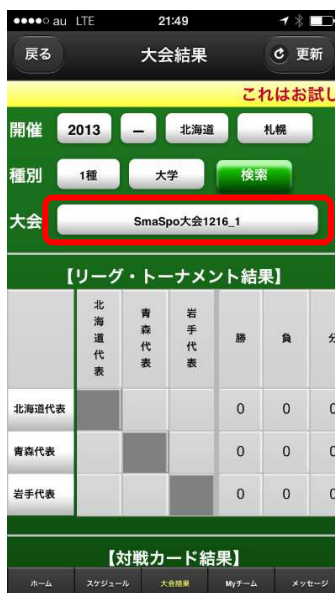 au LTE 21:49
戻る 大会結果 更新
これはお試し
開催 2013 － 北海道 札幌
種別 1種 大学 検索
大会 SmaSpo大会1216_1
【リーグ・トーナメント結果】
北海道代表 青森代表 岩手代表 勝 負 分
北海道代表 0 0 0
青森代表 0 0 0
岩手代表 0 0 0
【対戦カード結果】
ホーム スケジュール 大会結果 Myチーム メッセージ